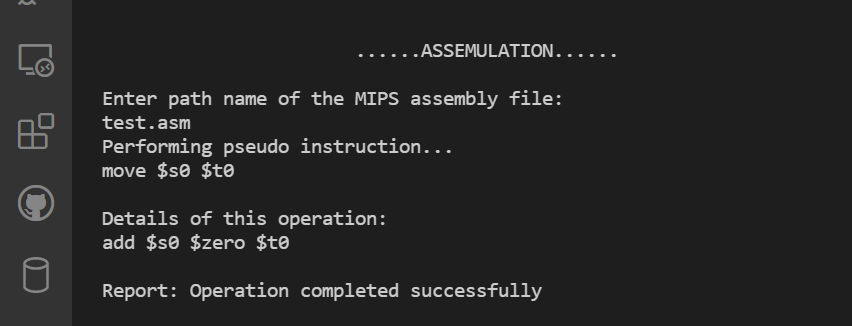 ......ASSEMULATION......
Enter path name of the MIPS assembly file:
test.asm
Performing pseudo instruction...
move $s0 $t0
Details of this operation:
add $s0 $zero $t0
Report: Operation completed successfully